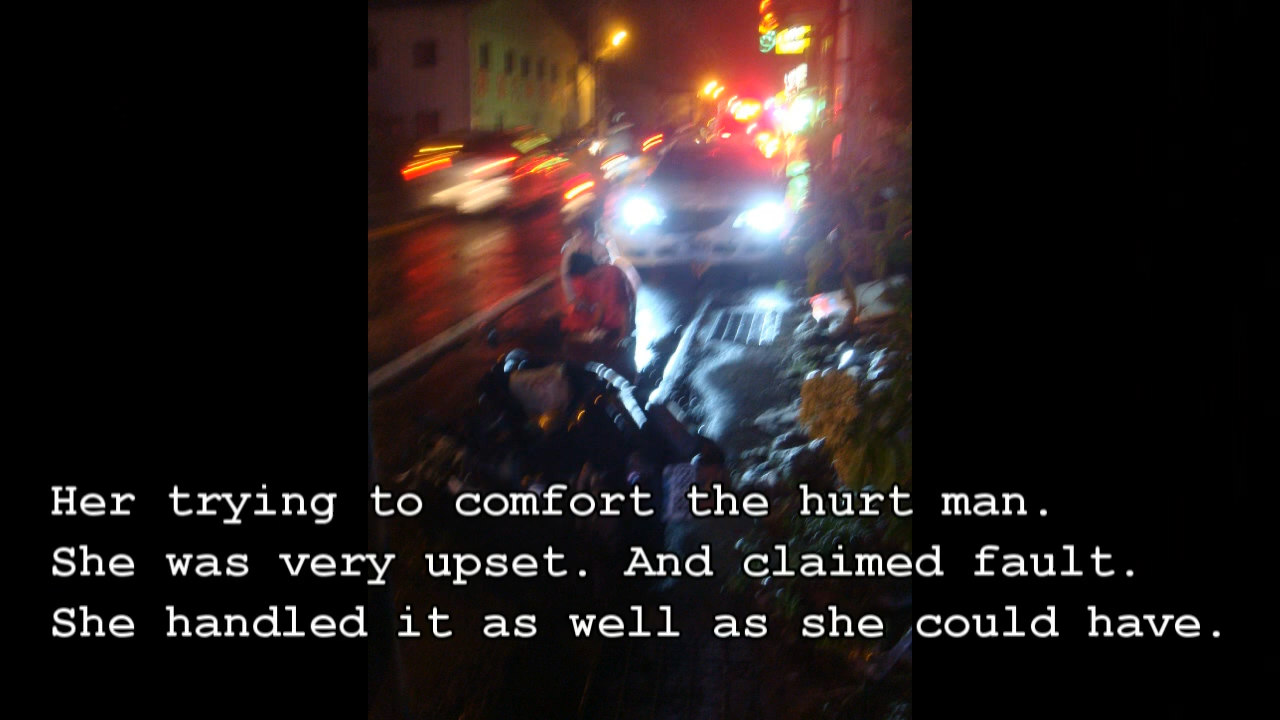 Her trying to comfort the hurt man.
She was very upset. And claimed fault.
She handled it as well as she could have.